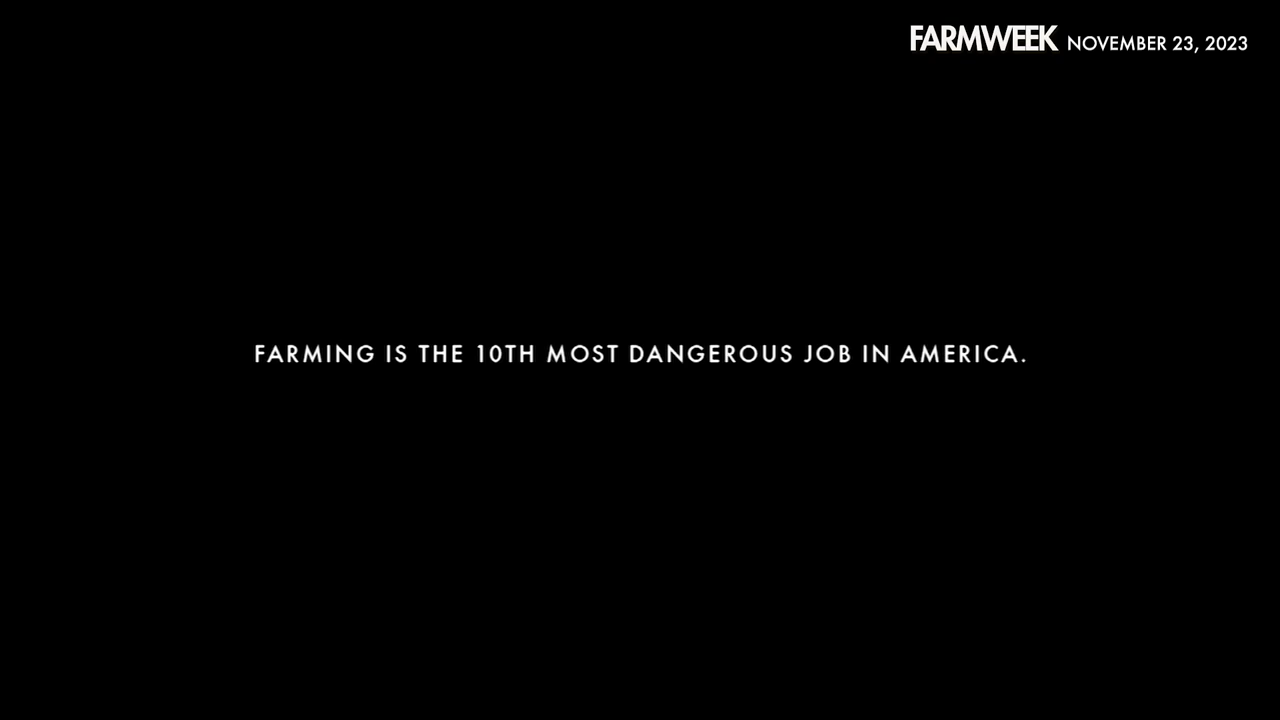 FARMWEEK NOVEMBER 23, 2023
FARMING IS THE 10TH MOST DANGEROUS JOB IN AMERICA.